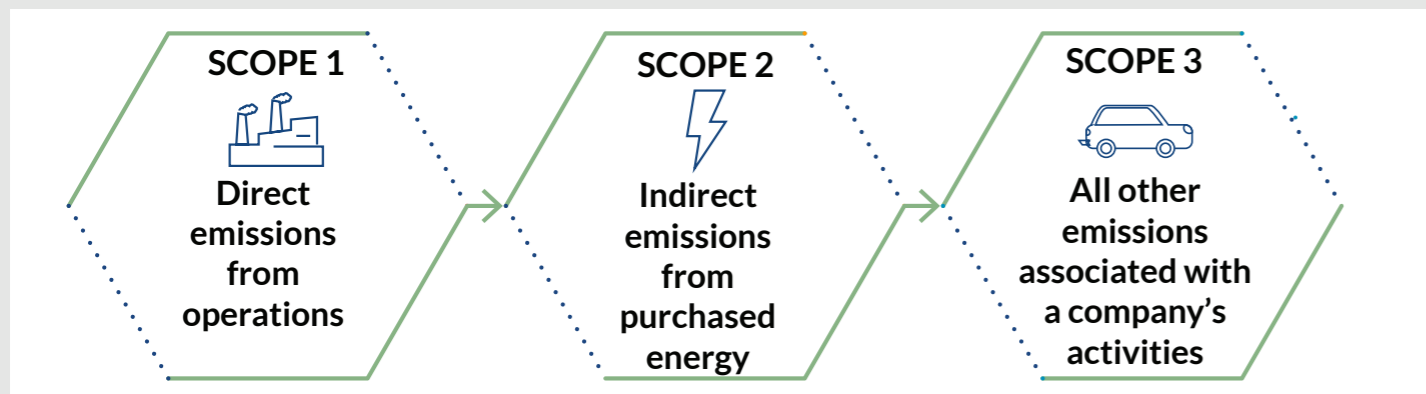 SCOPE 1
Direct
emissions
from
operations
SCOPE 2
Indirect
emissions
from
purchased
energy
SCOPE 3
All other
emissions
associated with
a company’s
activities